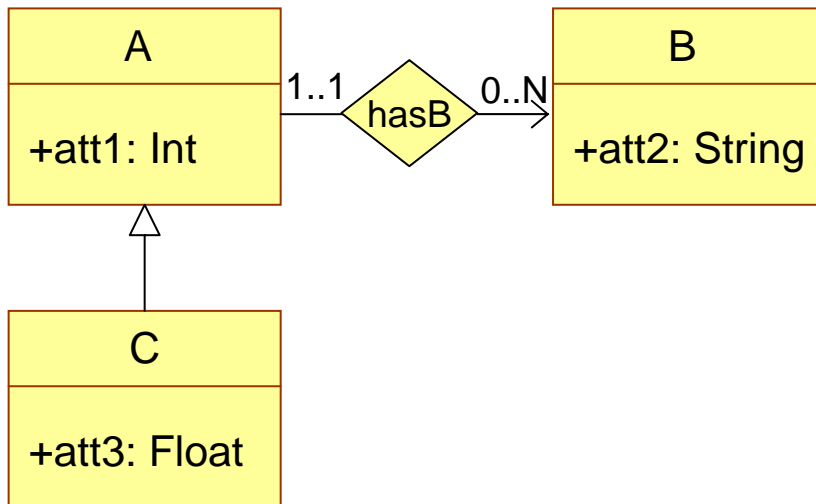 A
+att1: Int
1..1
hasB
0..N
B
+att2: String
C
+att3: Float